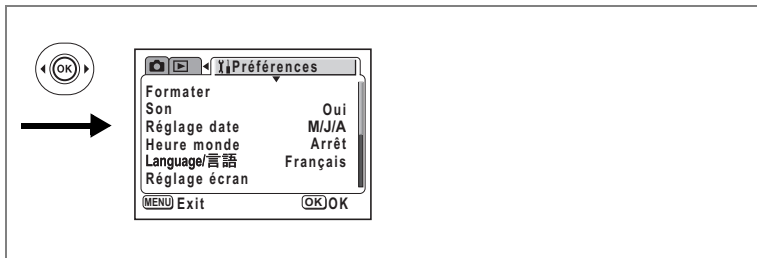 OK
Préférences
Formater
Son Oui
Réglage date M/J/A
Heure monde Arrêt
Language/言語 Français
Réglage écran
MENU Exit OK OK